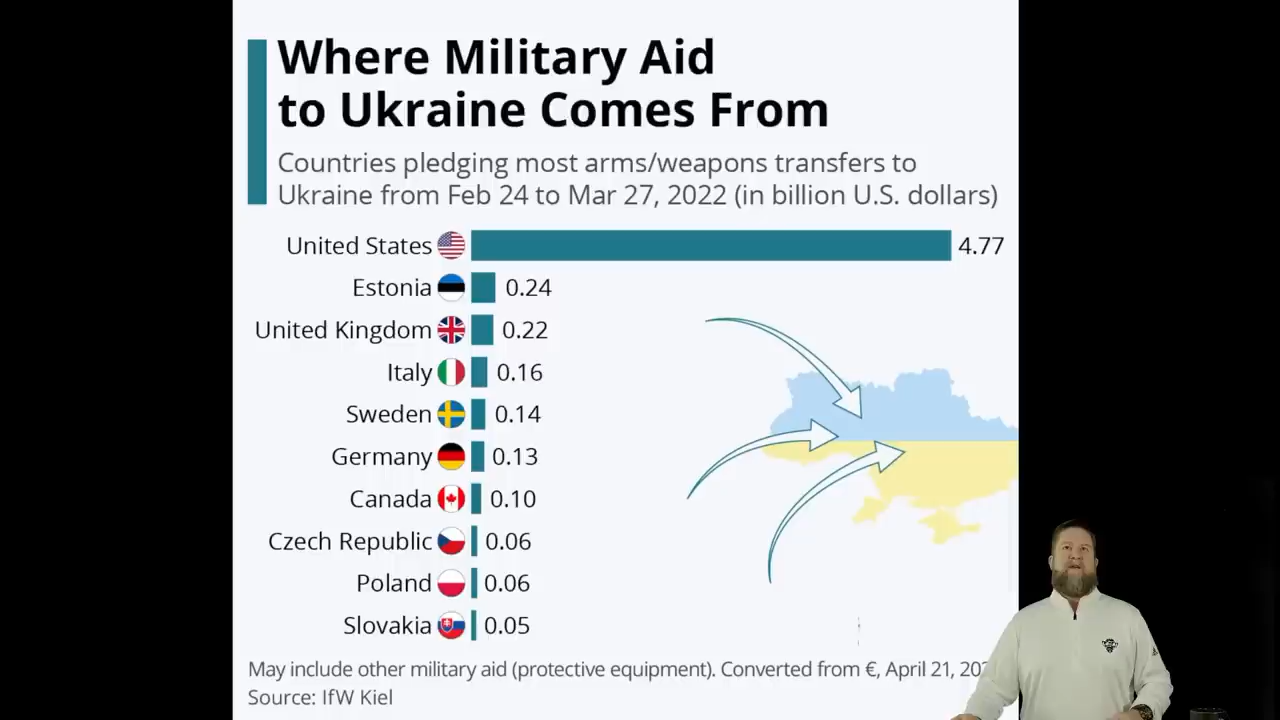 Where Military Aid
to Ukraine Comes From
Countries pledging most arms/weapons transfers to
Ukraine from Feb 24 to Mar 27, 2022 (in billion U.S. dollars)
United States 4.77
Estonia 0.24
United Kingdom 0.22
Italy 0.16
Sweden 0.14
Germany 0.13
Canada 0.10
Czech Republic 0.06
Poland 0.06
Slovakia 0.05
May include other military aid (protective equipment). Converted from €, April 21,
Source: IfW Kiel